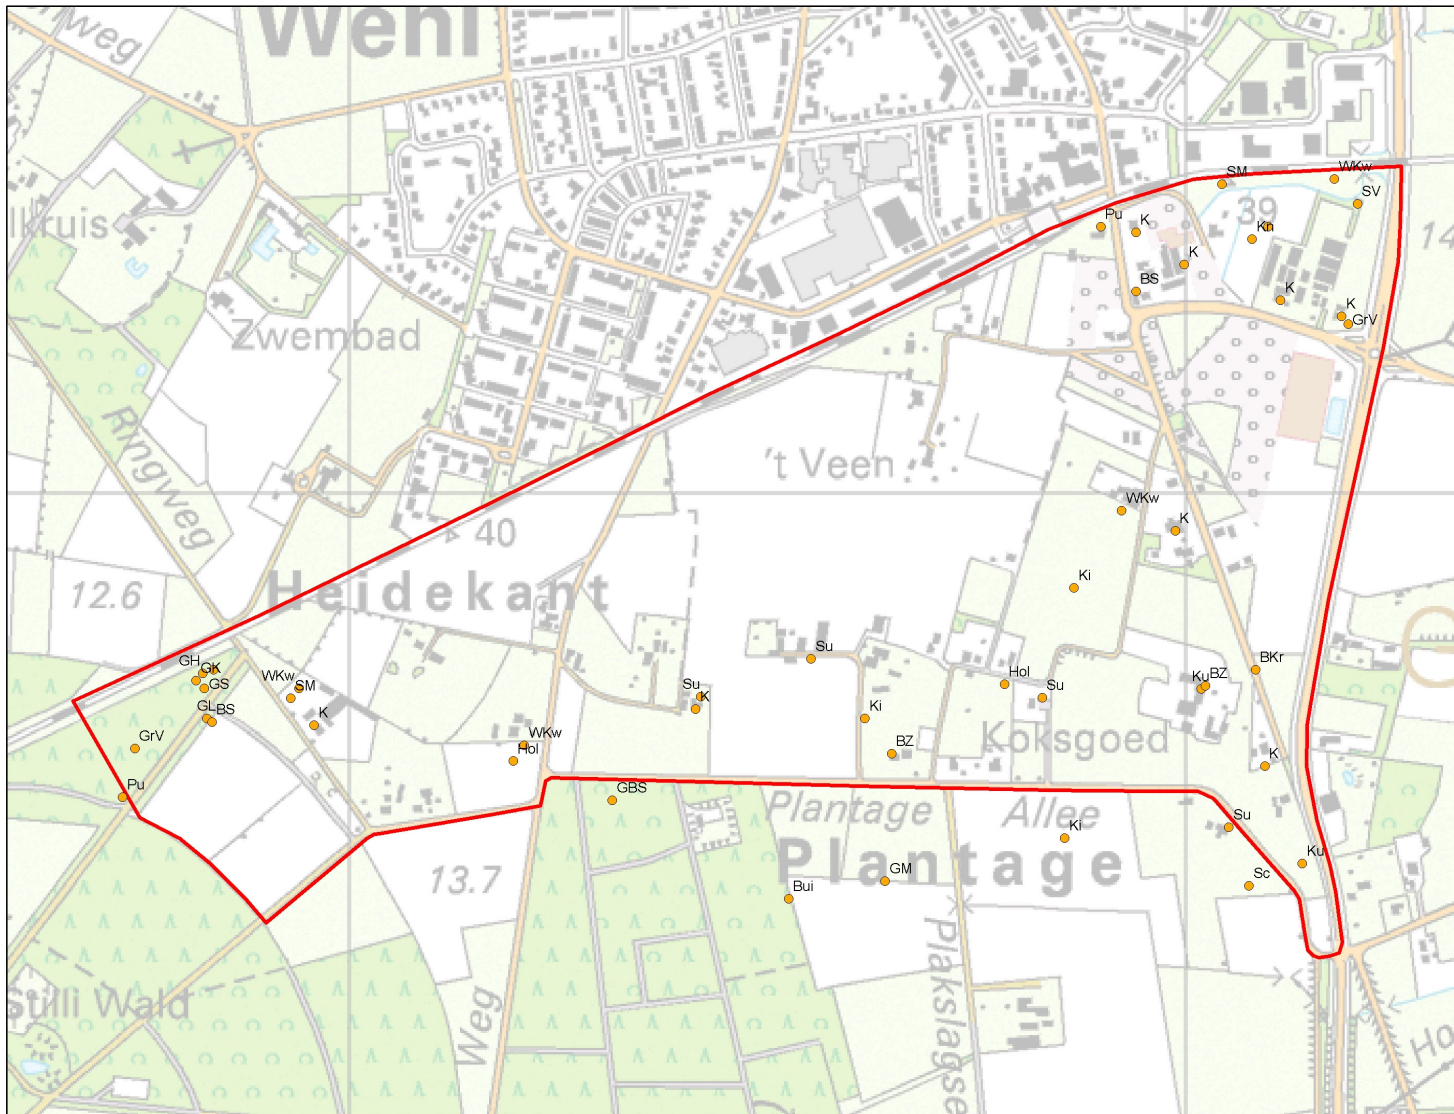 Wehl
weg
lkruis
Zwembad
Ringweg
't Veen
40
39
14
12.6
Heidekant
SM
WKw
SV
Pu
K
Kn
K
BS
K
K
GrV
WKw
K
Ki
GH
GK
GS
GL
BS
GrV
Pu
WKw
SM
K
WKw
Hol
Su
K
Su
Ki
BZ
Hol
Su
Koksgoed
Ku
BZ
BKr
K
GBS
Plantage
Allee
Plantage
13.7
Ki
GM
Bui
Su
Ku
Sc
Stilli Wald
Weg
Plakslagse
Ho